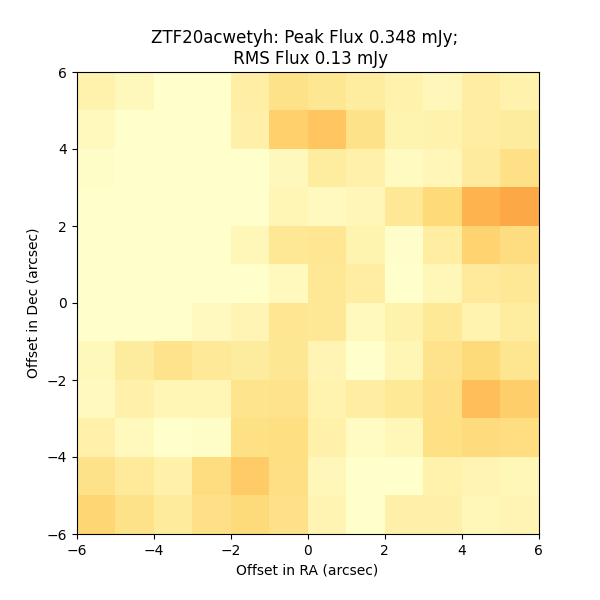 ZTF20acwetyh: Peak Flux 0.348 mJy;
RMS Flux 0.13 mJy
6
4
2
0
−2
−4
−6
Offset in Dec (arcsec)
−6 −4 −2 0 2 4 6
Offset in RA (arcsec)